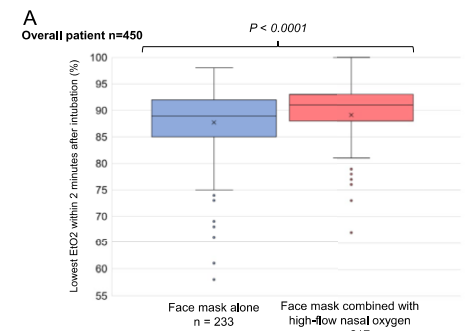 A
Overall patient n=450
P < 0.0001
Lowest EtO2 within 2 minutes after intubation (%)
100
95
90
85
80
75
70
65
60
55
Face mask alone
n = 233
Face mask combined with
high-flow nasal oxygen